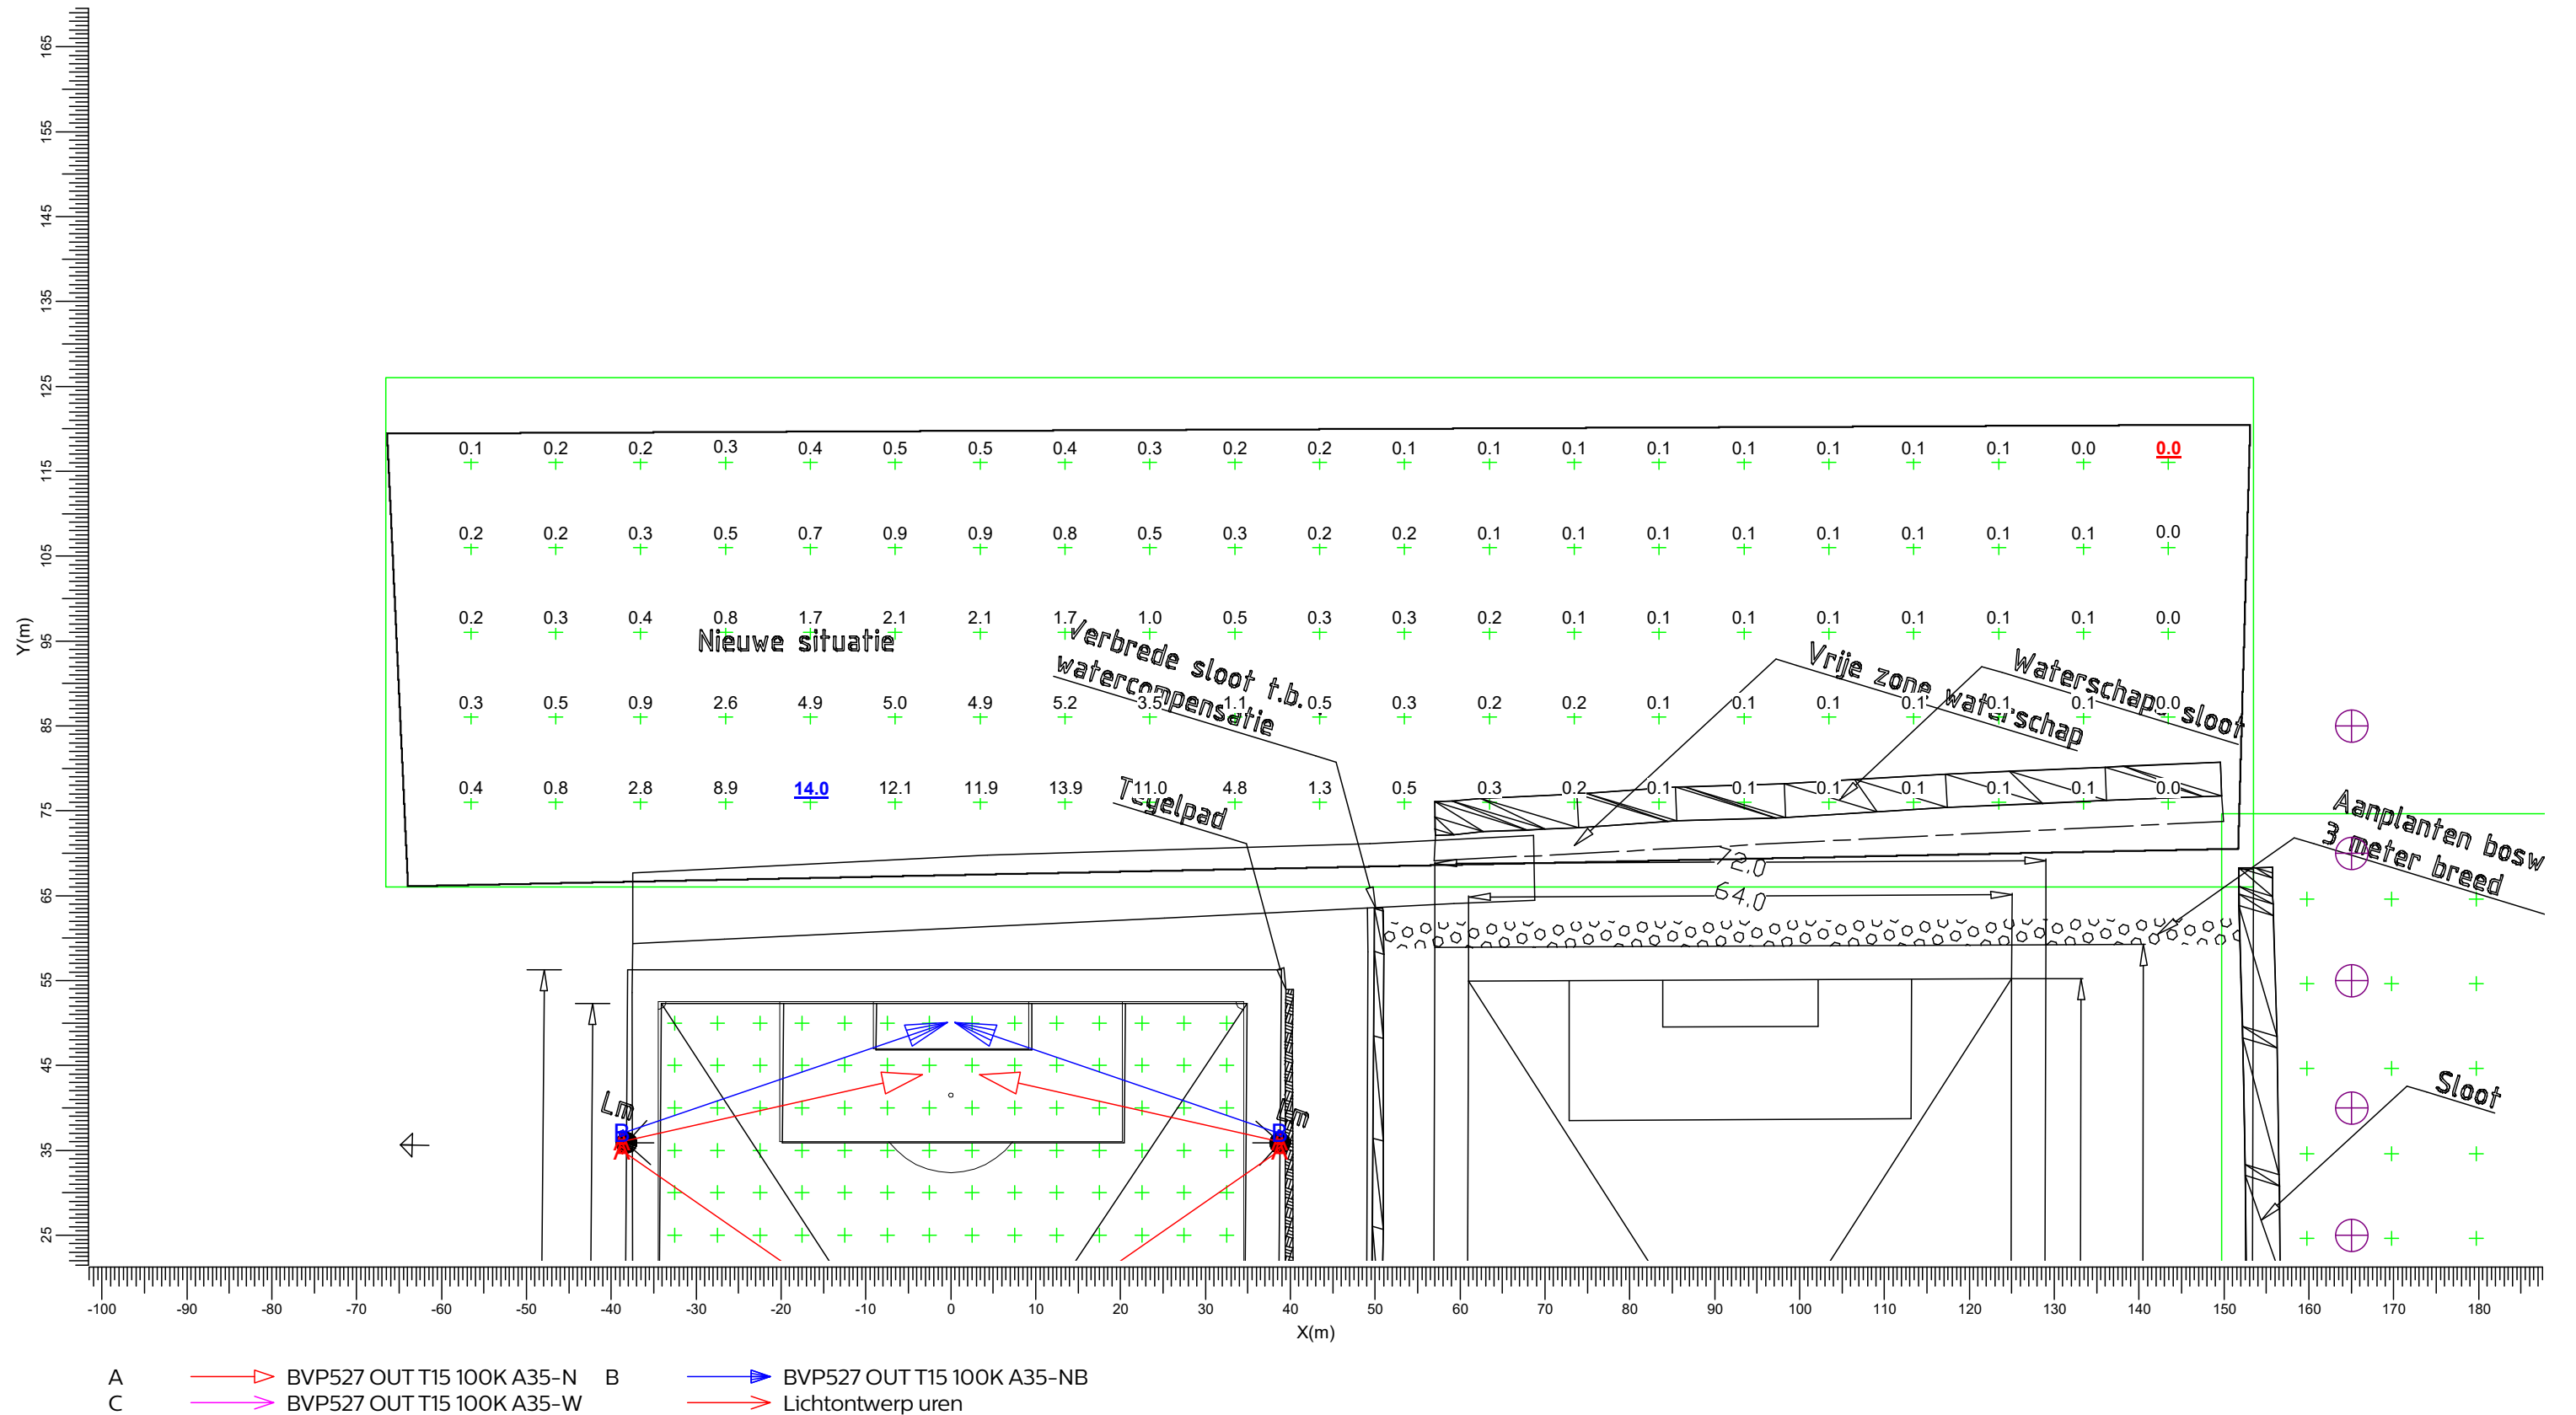 165
155
145
135
125
115
105
95
85
75
65
55
45
35
25
Y(m)
0.1 0.2 0.2 0.3 0.4 0.5 0.5 0.4 0.3 0.2 0.2 0.1 0.1 0.1 0.1 0.1 0.1 0.1 0.1 0.0 0.0
0.2 0.2 0.3 0.5 0.7 0.9 0.9 0.8 0.5 0.3 0.2 0.2 0.1 0.1 0.1 0.1 0.1 0.1 0.1 0.1 0.0
0.2 0.3 0.4 0.8 1.7 2.1 2.1 1.7 1.0 0.5 0.3 0.3 0.2 0.1 0.1 0.1 0.1 0.1 0.1 0.1 0.0
Nieuwe situatie
Verbrede sloot t.b.
watercompensatie
Vrije zone waterschap
Waterschaps sloot
0.3 0.5 0.9 2.6 4.9 5.0 4.9 5.2 3.5 1.1 0.5 0.3 0.2 0.2 0.1 0.1 0.1 0.1 0.1 0.1 0.0
0.4 0.8 2.8 8.9 14.0 12.1 11.9 13.9 11.0 4.8 1.3 0.5 0.3 0.2 0.1 0.1 0.1 0.1 0.1 0.1 0.0
Tegelpad
Aanplanten bosw
3 meter breed
72.0
64.0
Lm
Lm
B
A
B
A
Sloot
-100 -90 -80 -70 -60 -50 -40 -30 -20 -10 0 10 20 30 40 50 60 70 80 90 100 110 120 130 140 150 160 170 180
X(m)
A BVP527 OUT T15 100K A35-N B BVP527 OUT T15 100K A35-NB
C BVP527 OUT T15 100K A35-W Lichtontwerp uren